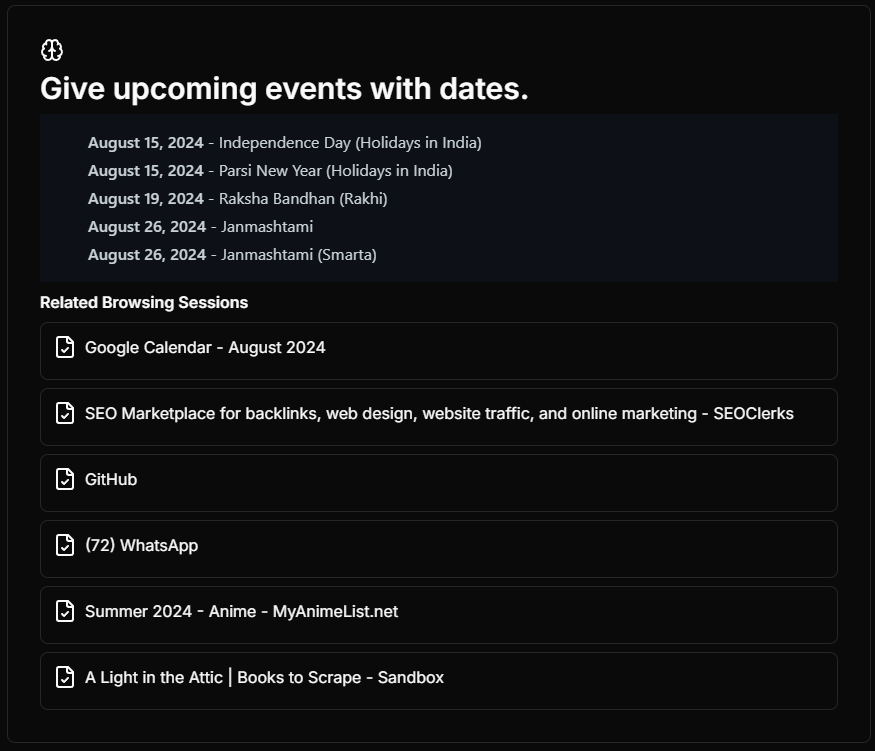 Give upcoming events with dates.
August 15, 2024 - Independence Day (Holidays in India)
August 15, 2024 - Parsi New Year (Holidays in India)
August 19, 2024 - Raksha Bandhan (Rakhi)
August 26, 2024 - Janmashtami
August 26, 2024 - Janmashtami (Smarta)
Related Browsing Sessions
Google Calendar - August 2024
SEO Marketplace for backlinks, web design, website traffic, and online marketing - SEOClerks
GitHub
(72) WhatsApp
Summer 2024 - Anime - MyAnimeList.net
A Light in the Attic | Books to Scrape - Sandbox